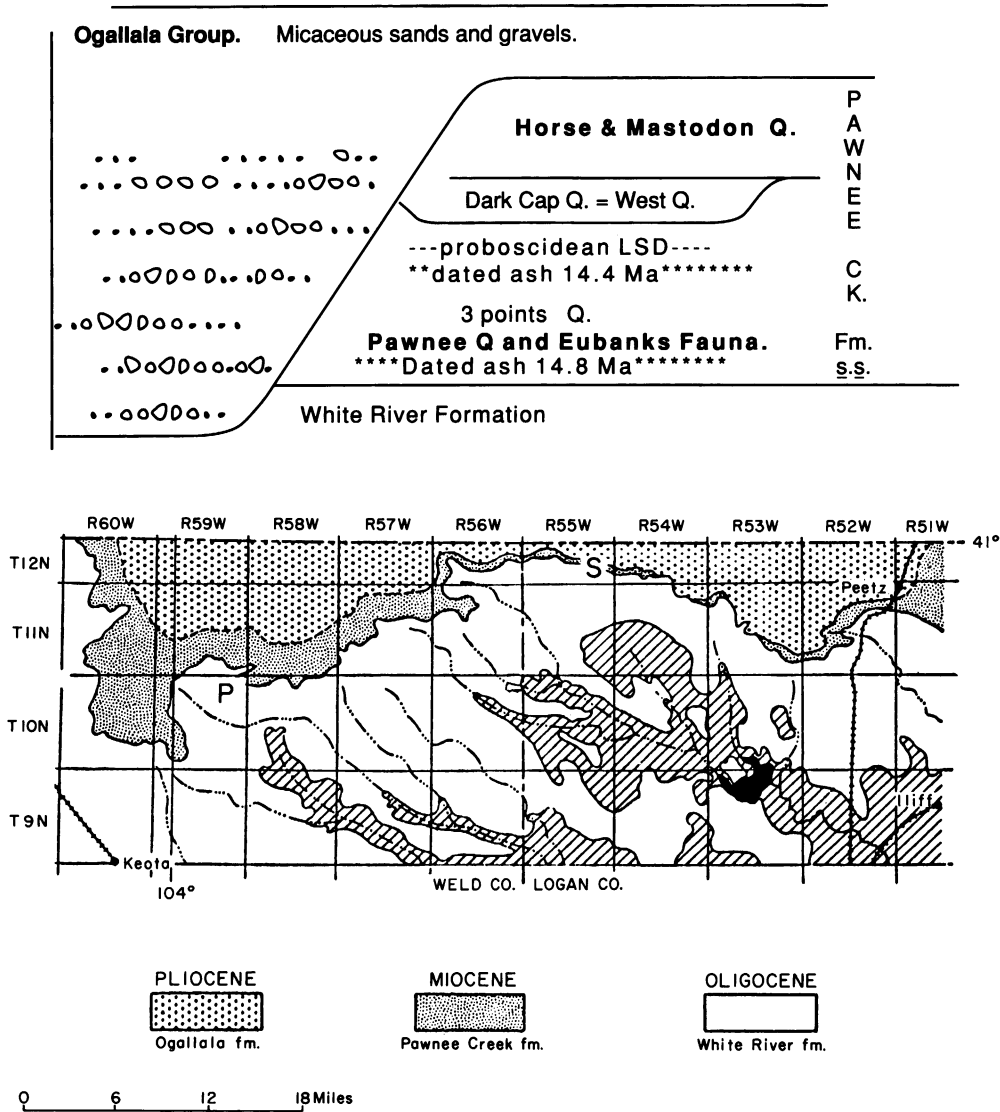 Ogallala Group. Micaceous sands and gravels.
PAWNEE CK.
Horse & Mastodon Q.
Dark Cap Q. = West Q.
---proboscidean LSD----
**dated ash 14.4 Ma********
3 points Q.
Pawnee Q and Eubanks Fauna.
Fm.
****Dated ash 14.8 Ma********
s.s.
White River Formation
R60W R59W R58W R57W R56W R55W R54W R53W R52W R51W
41°
T12N
S
Peetz
T11N
P
T10N
T9N
Iliff
Keota
104°
WELD CO. LOGAN CO.
PLIOCENE MIOCENE OLIGOCENE
Ogallala fm. Pawnee Creek fm. White River fm.
0 6 12 18 Miles